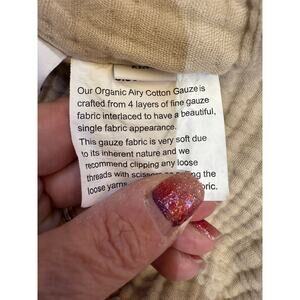 Our Organic Airy Cotton Gauze is
crafted from 4 layers of fine gauze
fabric interlaced to have a beautiful,
single fabric appearance.
This gauze fabric is very soft due
to its inherent nature and we
recommend clipping any loose
threads with scissors
the
loose yarns